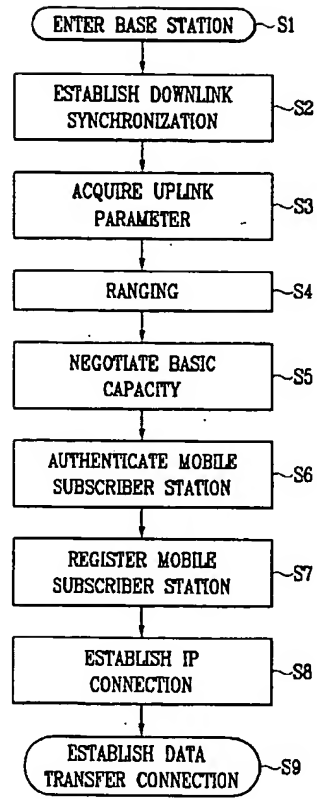 ENTER BASE STATION
S1
ESTABLISH DOWNLINK
SYNCHRONIZATION
S2
ACQUIRE UPLINK
PARAMETER
S3
RANGING
S4
NEGOTIATE BASIC
CAPACITY
S5
AUTHENTICATE MOBILE
SUBSCRIBER STATION
S6
REGISTER MOBILE
SUBSCRIBER STATION
S7
ESTABLISH IP
CONNECTION
S8
ESTABLISH DATA
TRANSFER CONNECTION
S9